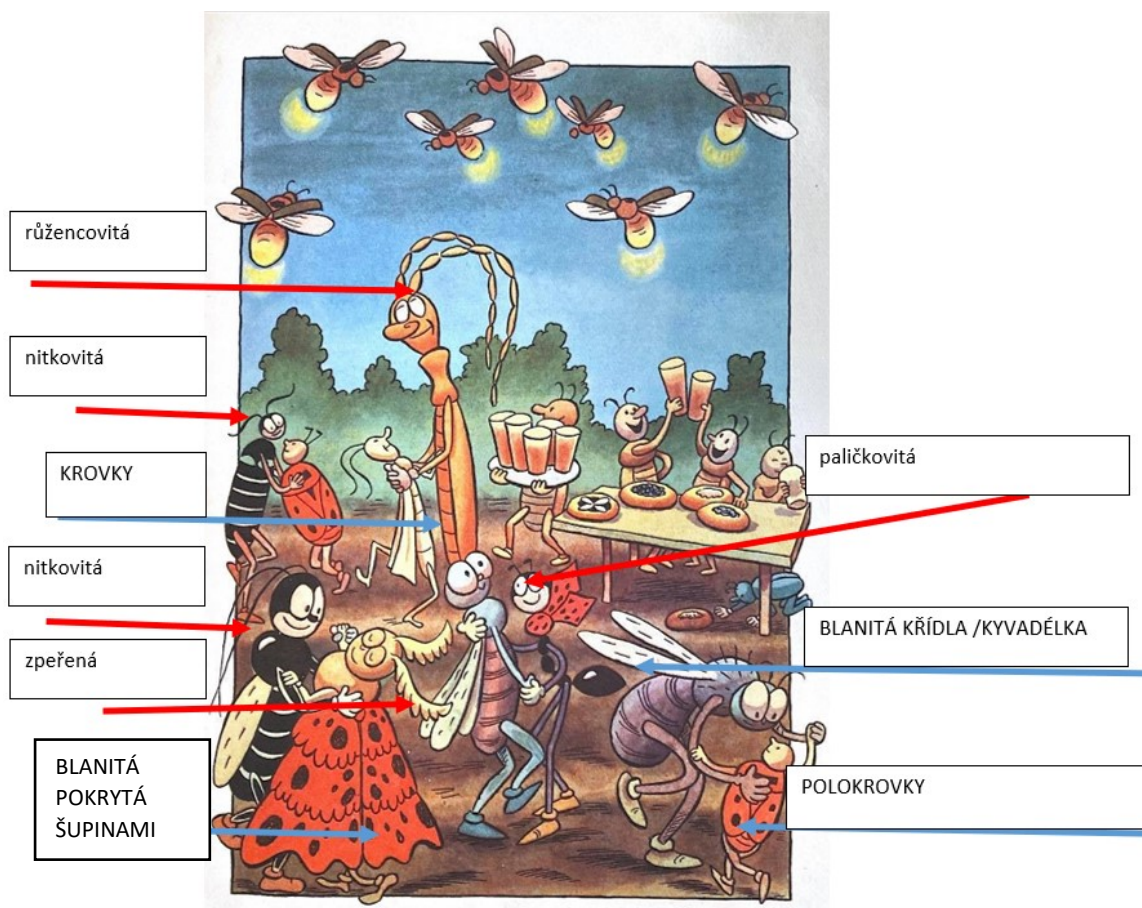 růžencovitá
nitkovitá
KROVKY
paličkovitá
nitkovitá
BLANITÁ KŘÍDLA /KYVADÉLKA
zpeřená
BLANITÁ
POKRYTÁ
ŠUPINAMI
POLOKROVKY